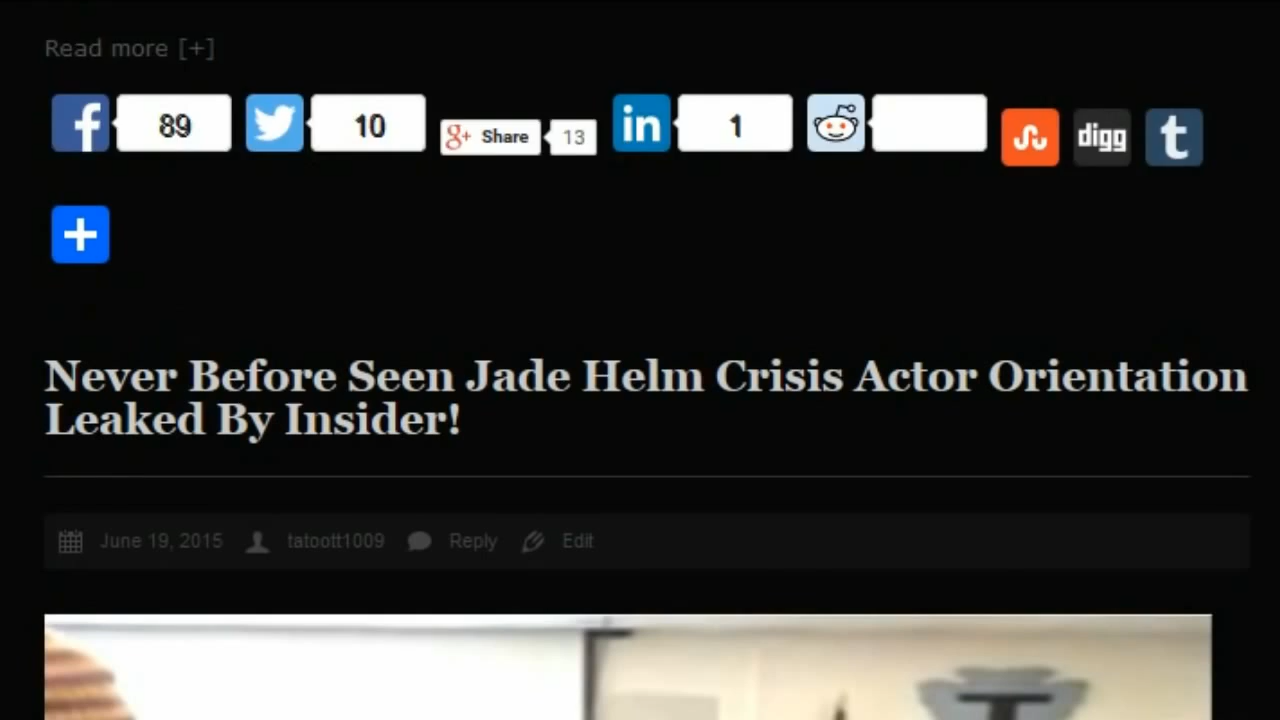 Read more [+]
89 10 g+ Share 13 in 1 digg t
Never Before Seen Jade Helm Crisis Actor Orientation
Leaked By Insider!
June 19, 2015 tatoott1009 Reply Edit